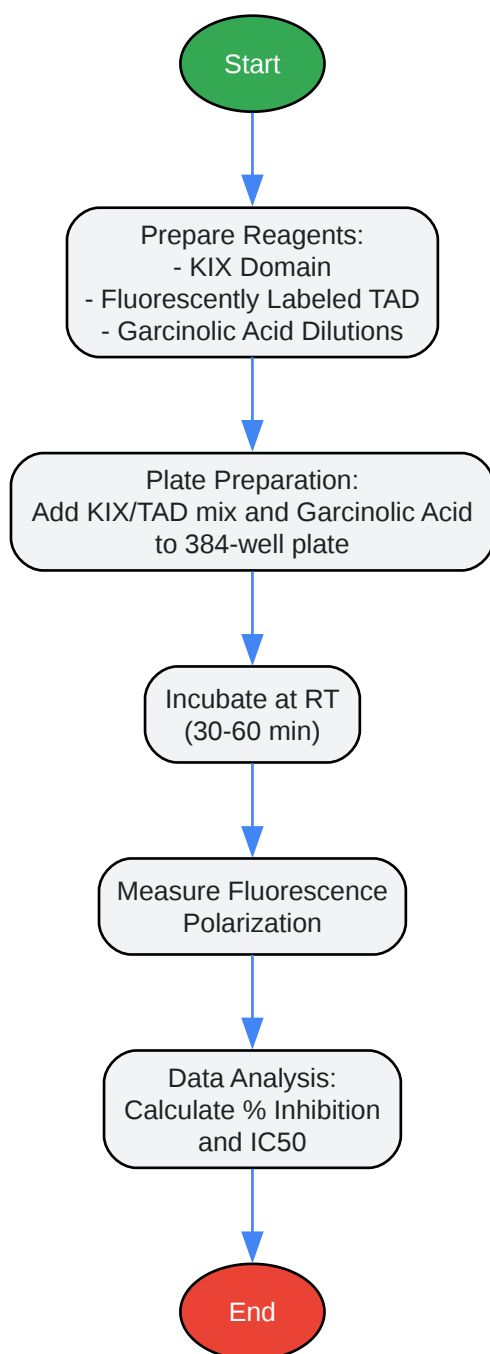 Start
Prepare Reagents:
- KIX Domain
- Fluorescently Labeled TAD
- Garcinolic Acid Dilutions
Plate Preparation:
Add KIX/TAD mix and Garcinolic Acid
to 384-well plate
Incubate at RT
(30-60 min)
Measure Fluorescence
Polarization
Data Analysis:
Calculate % Inhibition
and IC50
End